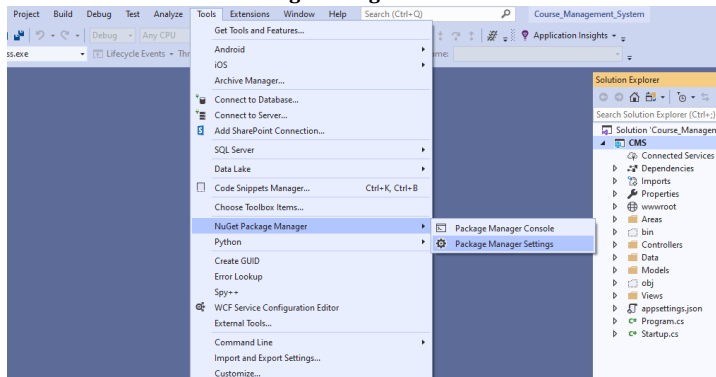 Project Build Debug Test Analyze Tools Extensions Window Help Search (Ctrl+Q) Course_Management_System
Debug Any CPU Application Insights
ss.exe Lifecycle Events Thr me:
Get Tools and Features...
Android
iOS
Archive Manager...
Connect to Database...
Connect to Server...
Add SharePoint Connection...
SQL Server
Data Lake
Code Snippets Manager... Ctrl+K, Ctrl+B
Choose Toolbox Items...
NuGet Package Manager
Python
Create GUID
Error Lookup
Spy++
WCF Service Configuration Editor
External Tools...
Command Line
Import and Export Settings...
Customize...
Package Manager Console
Package Manager Settings
Solution Explorer
Search Solution Explorer (Ctrl+;)
Solution 'Course_Managen
CMS
Connected Services
Dependencies
Imports
Properties
wwwroot
Areas
bin
Controllers
Data
Models
obj
Views
appsettings.json
Program.cs
Startup.cs